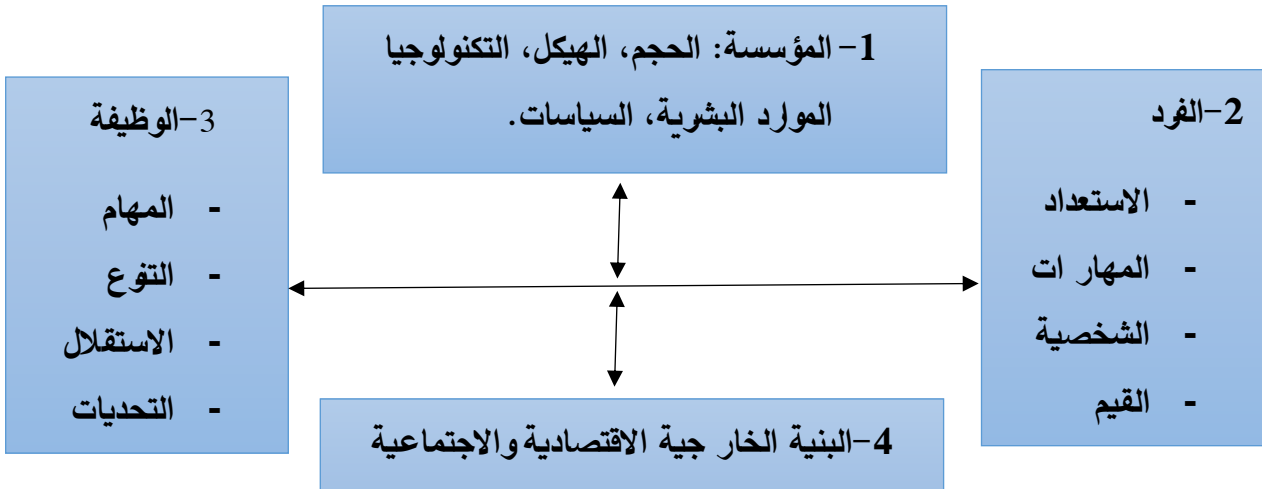 1- المؤسسة: الحجم، الهيكل، التكنولوجيا
الموارد البشرية، السياسات.
2-الفرد
- الاستعداد
- المهار ات
- الشخصية
- القيم
3-الوظيفة
- المهام
- التنوع
- الاستقلال
- التحديات
4-البنية الخار جية الاقتصادية والاجتماعية